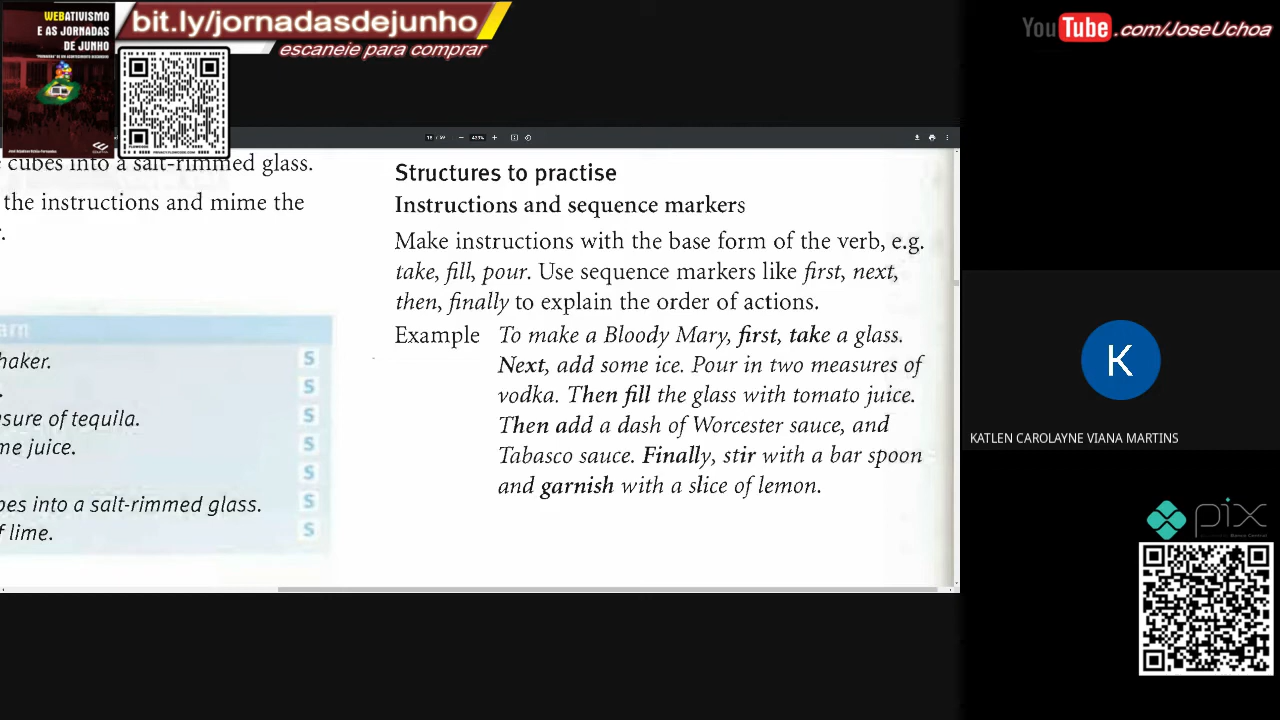 WEBATIVISMO
E AS JORNADAS
DE JUNHO
bit.ly/jornadasdejunho
escaneie para comprar
YouTube.com/JoseUchoa
cubes into a salt-rimmed glass.
the instructions and mime the
Structures to practise
Instructions and sequence markers
Make instructions with the base form of the verb, e.g.
take, fill, pour. Use sequence markers like first, next,
then, finally to explain the order of actions.
Example To make a Bloody Mary, first, take a glass.
Next, add some ice. Pour in two measures of
vodka. Then fill the glass with tomato juice.
Then add a dash of Worcester sauce, and
Tabasco sauce. Finally, stir with a bar spoon
and garnish with a slice of lemon.
haker. S
S
sure of tequila. S
me juice. S
S
bes into a salt-rimmed glass. S
f lime. S
K
KATLEN CAROLAYNE VIANA MARTINS
pix